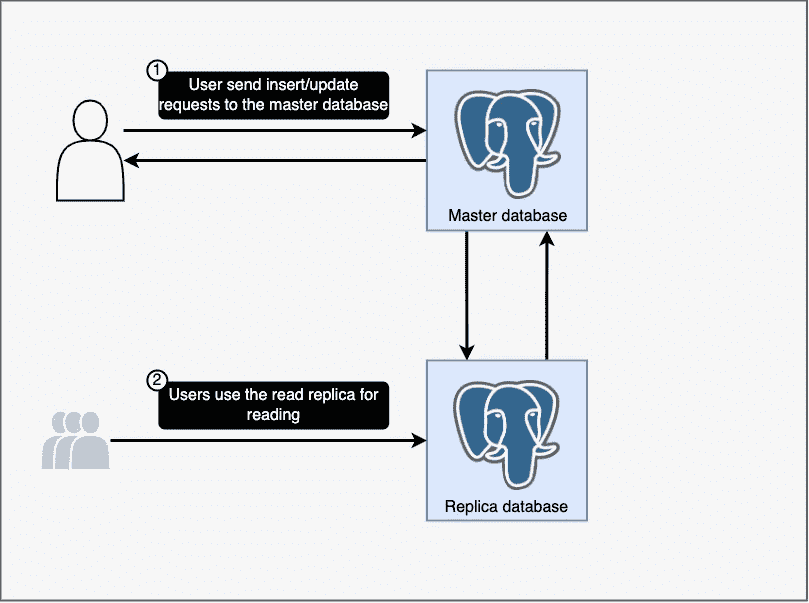 1
User send insert/update
requests to the master database
Master database
2
Users use the read replica for
reading
Replica database